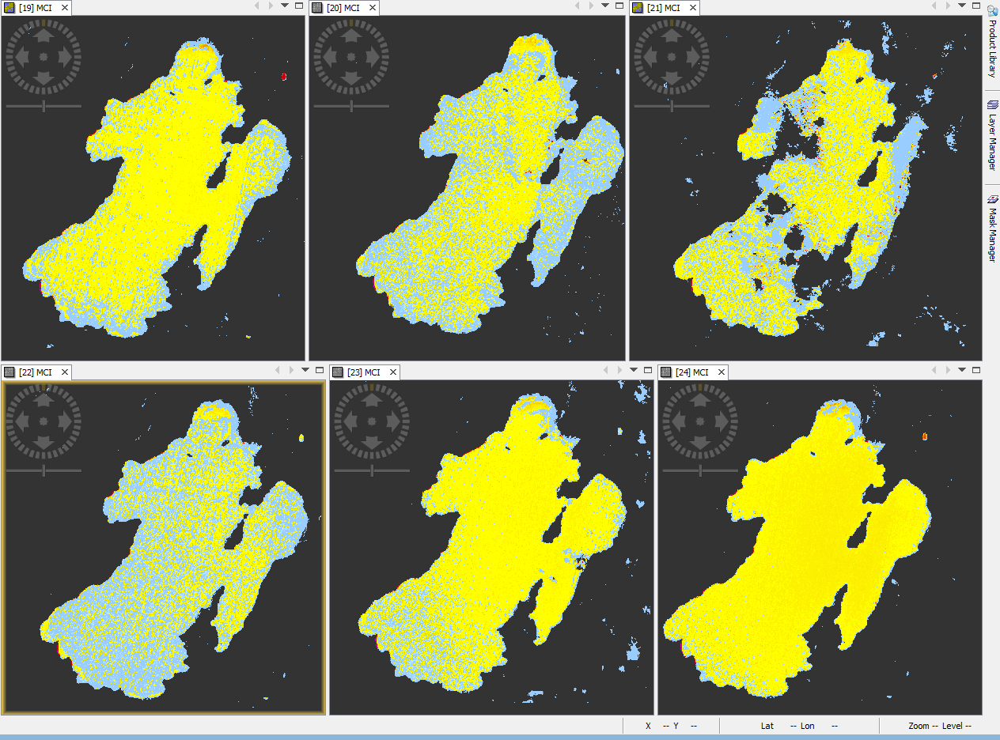 [19] MCI
[20] MCI
[21] MCI
Product Library
Layer Manager
Mask Manager
[22] MCI
[23] MCI
[24] MCI
X -- Y -- Lat -- Lon -- Zoom -- Level --